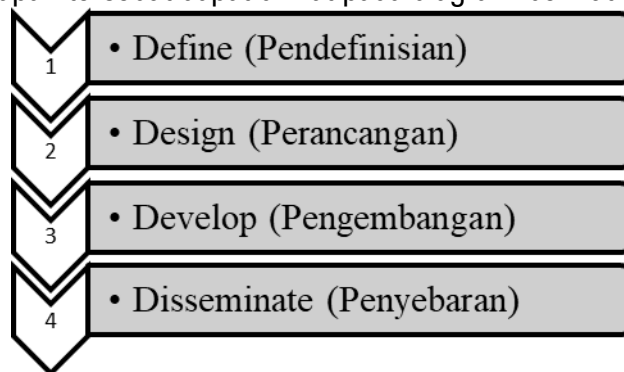 1
• Define (Pendefinisian)
2
• Design (Perancangan)
3
• Develop (Pengembangan)
4
• Disseminate (Penyebaran)